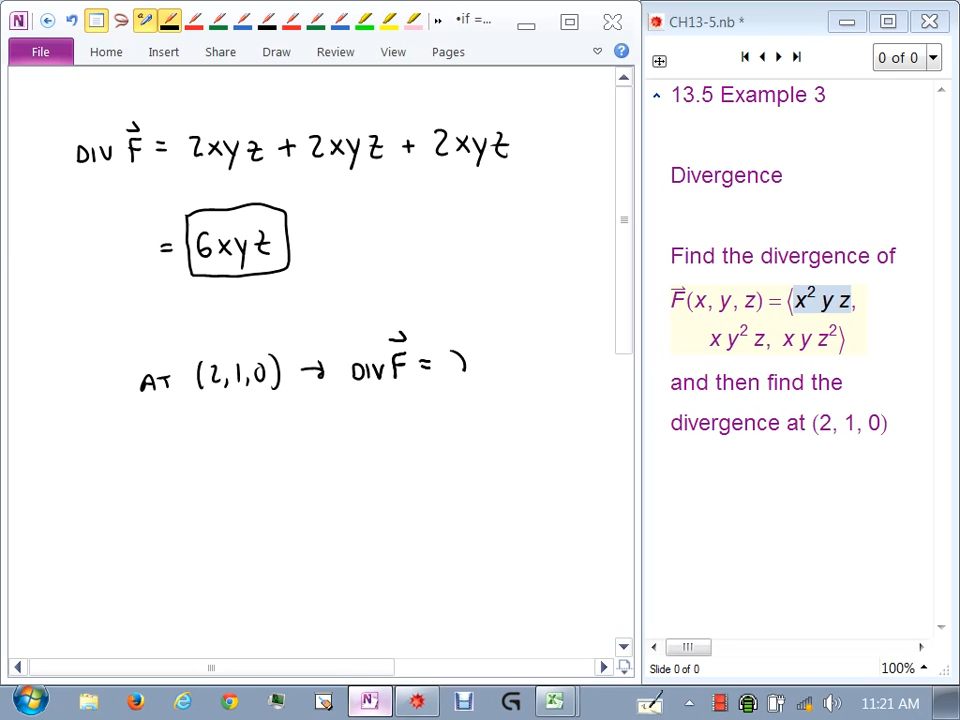 •if =...
File Home Insert Share Draw Review View Pages
DIV F⃗ = 2xyz + 2xyz + 2xyz
= 6xyz
AT (2,1,0) → DIV F⃗ =
CH13-5.nb *
0 of 0
13.5 Example 3
Divergence
Find the divergence of
F⃗(x, y, z) = ⟨x² y z,
x y² z, x y z²⟩
and then find the
divergence at (2, 1, 0)
Slide 0 of 0 100%
11:21 AM